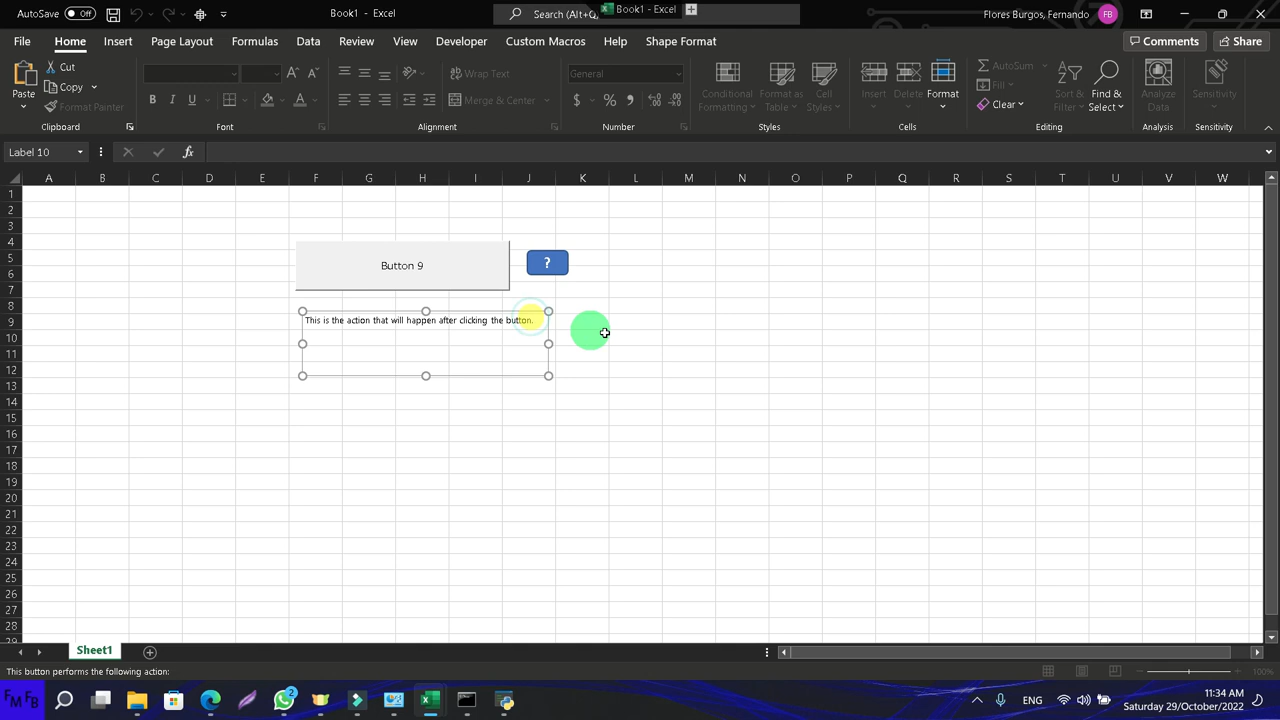 AutoSave Off Book1 - Excel Search (Alt+Q Book1 - Excel Flores Burgos, Fernando FB
File Home Insert Page Layout Formulas Data Review View Developer Custom Macros Help Shape Format Comments Share
Paste Cut Copy Format Painter
B I U A A A
Wrap Text
Merge & Center
General
$ % ,
Conditional Formatting Format as Table Cell Styles
Insert Delete Format
AutoSum Fill Clear
Sort & Filter Find & Select
Analyze Data Sensitivity
Clipboard Font Alignment Number Styles Cells Editing Analysis Sensitivity
Label 10 fx
A B C D E F G H I J K L M N O P Q R S T U V W
1
2
3
4
5
6
7
8
9
10
11
12
13
14
15
16
17
18
19
20
21
22
23
24
25
26
27
28
29
Button 9 ?
This is the action that will happen after clicking the button.
Sheet1
This button performs the following action: 100%
FM FB 2 ENG 11:34 AM
Saturday 29/October/2022